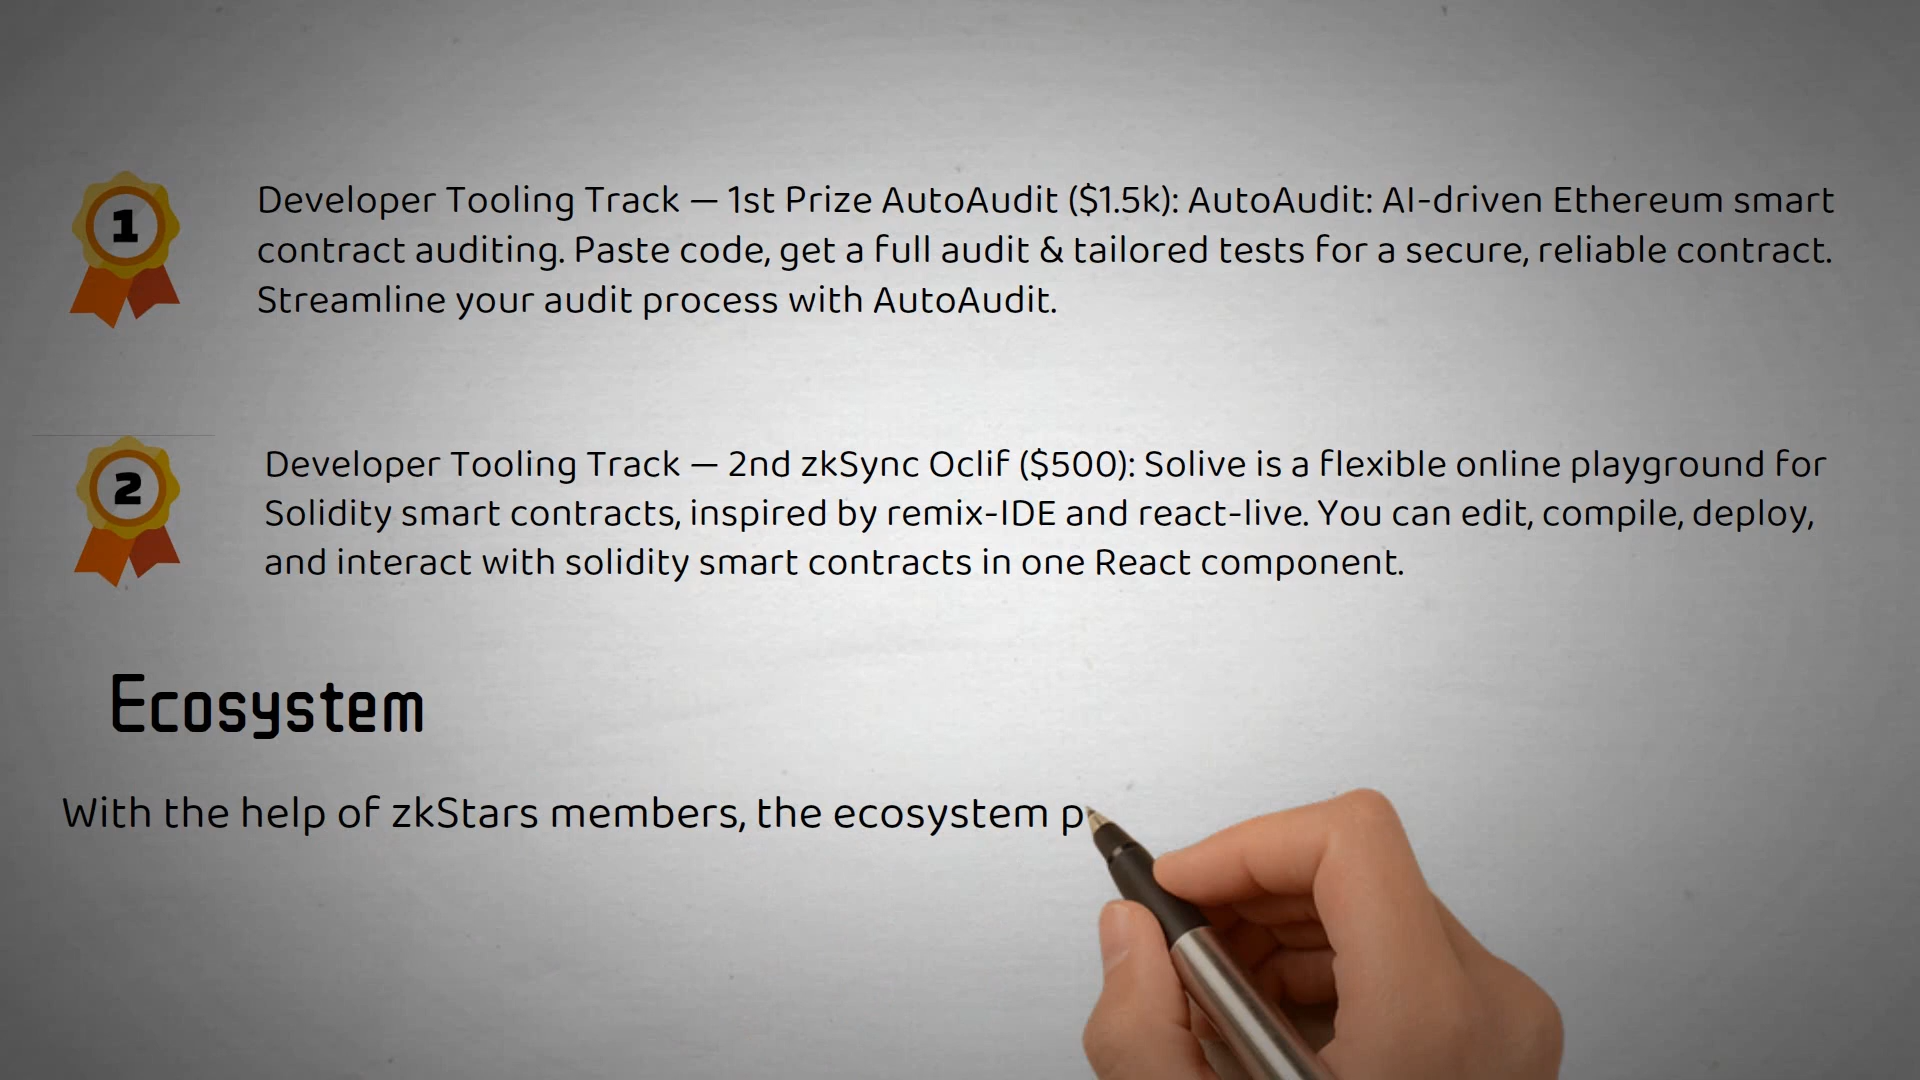 1
Developer Tooling Track — 1st Prize AutoAudit ($1.5k): AutoAudit: AI-driven Ethereum smart
contract auditing. Paste code, get a full audit & tailored tests for a secure, reliable contract.
Streamline your audit process with AutoAudit.
2
Developer Tooling Track — 2nd zkSync Oclif ($500): Solive is a flexible online playground for
Solidity smart contracts, inspired by remix-IDE and react-live. You can edit, compile, deploy,
and interact with solidity smart contracts in one React component.
Ecosystem
With the help of zkStars members, the ecosystem p